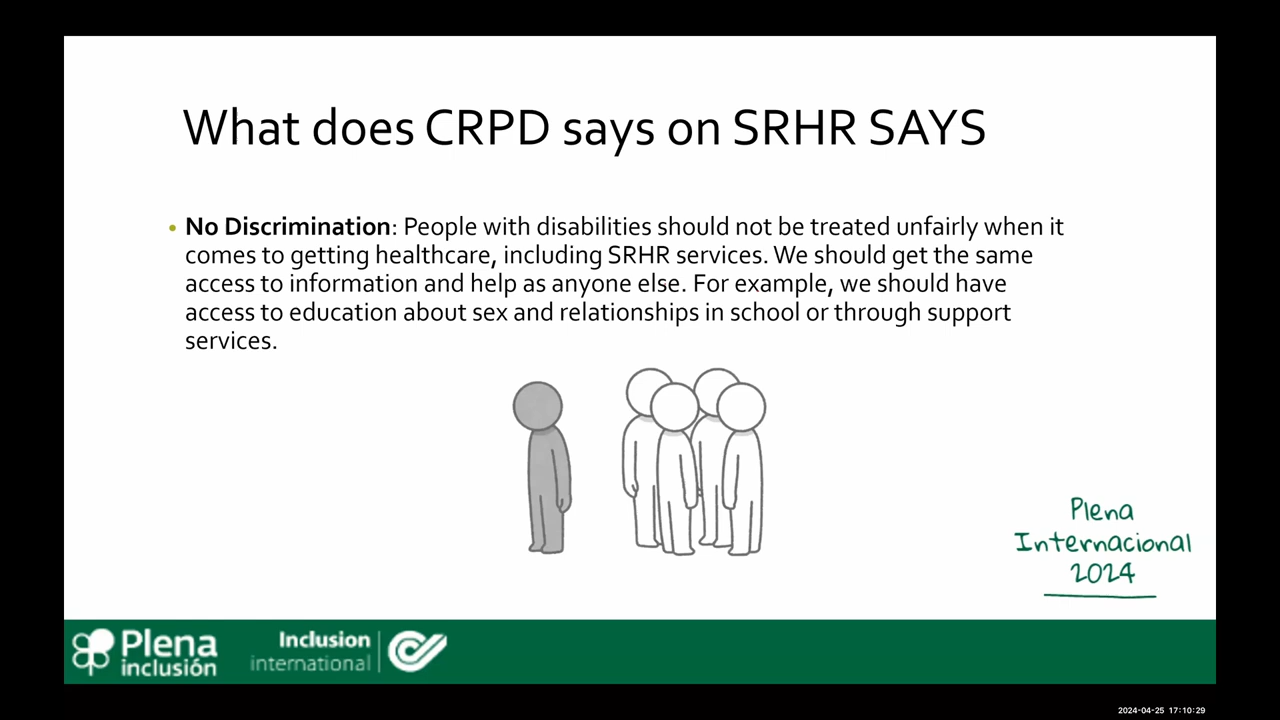 What does CRPD says on SRHR SAYS
• No Discrimination: People with disabilities should not be treated unfairly when it
comes to getting healthcare, including SRHR services. We should get the same
access to information and help as anyone else. For example, we should have
access to education about sex and relationships in school or through support
services.
Plena
Internacional
2024
Plena
inclusión
Inclusion
international
2024-04-25 17:10:29